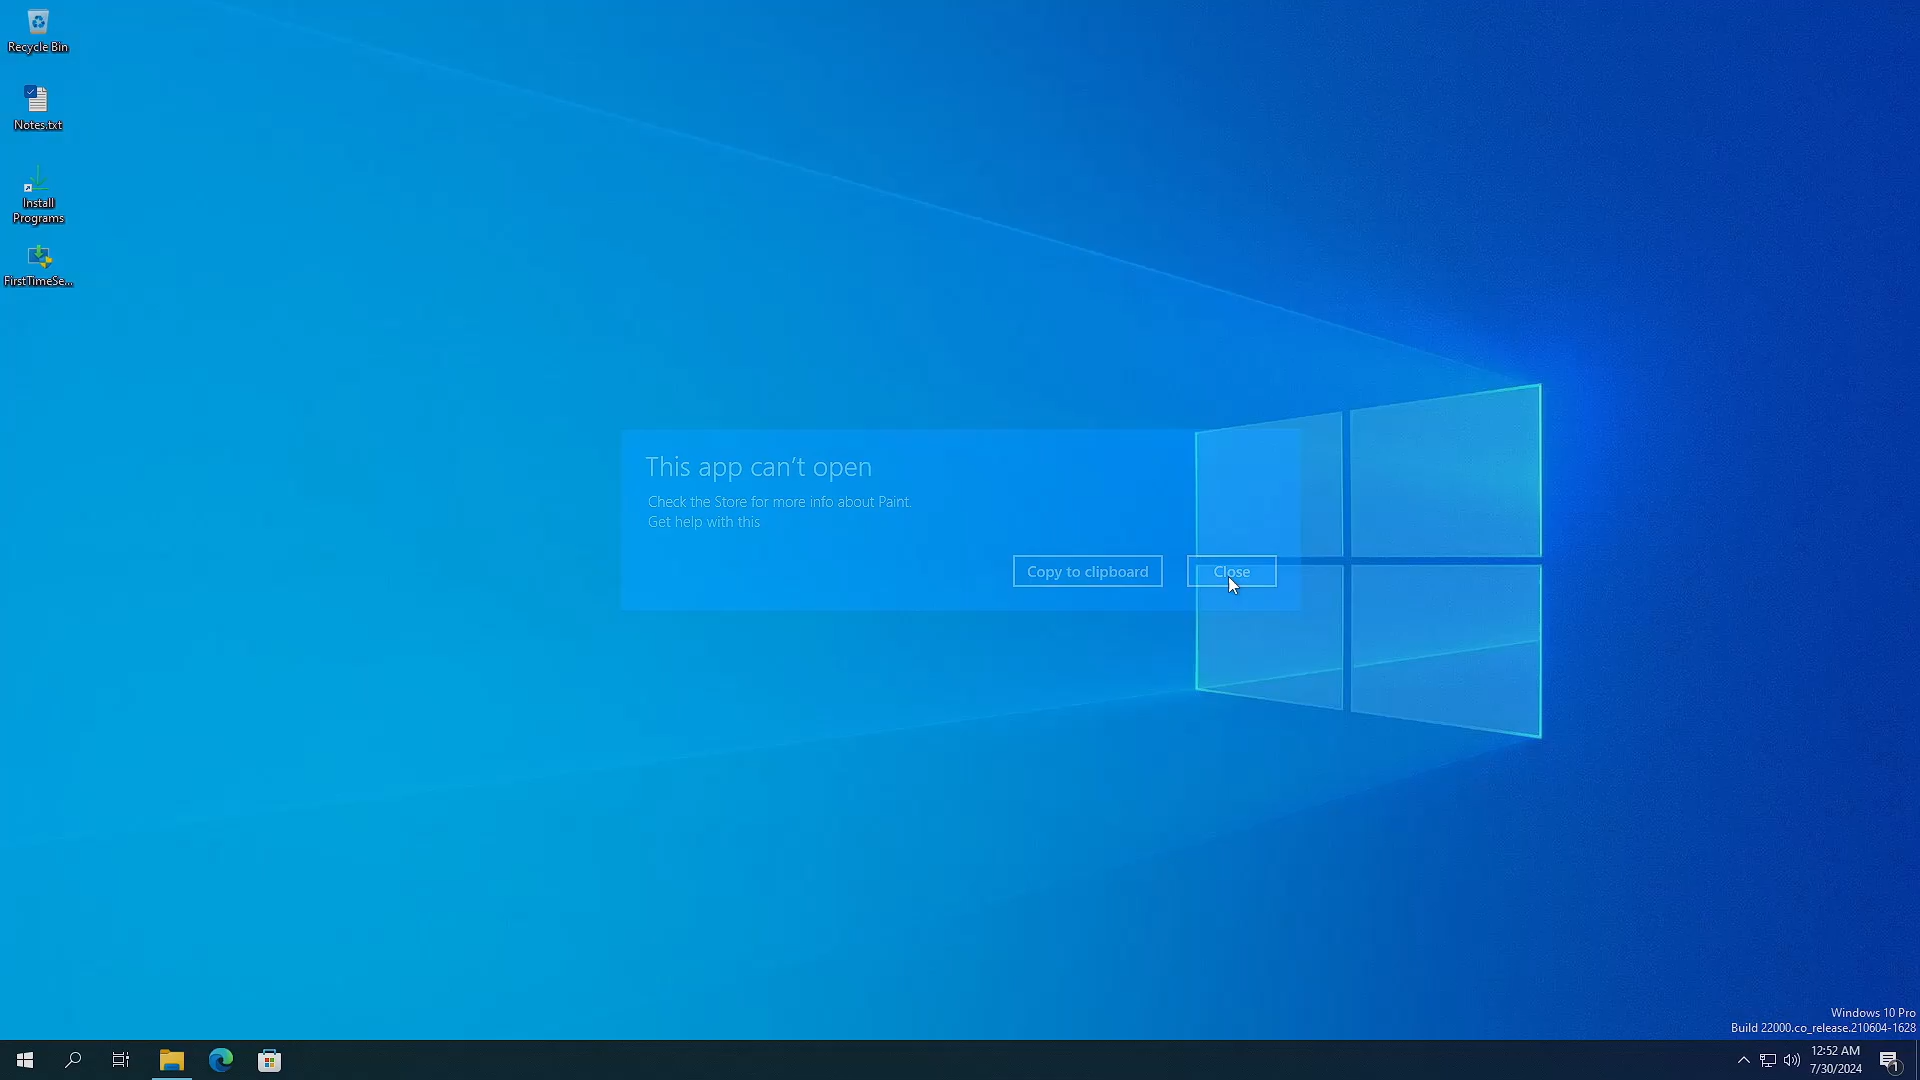 Recycle Bin
Notes.txt
Install
Programs
FirstTimeSe...
This app can’t open
Check the Store for more info about Paint.
Get help with this
Copy to clipboard
Close
Windows 10 Pro
Build 22000.co_release.210604-1628
12:52 AM
7/30/2024
1